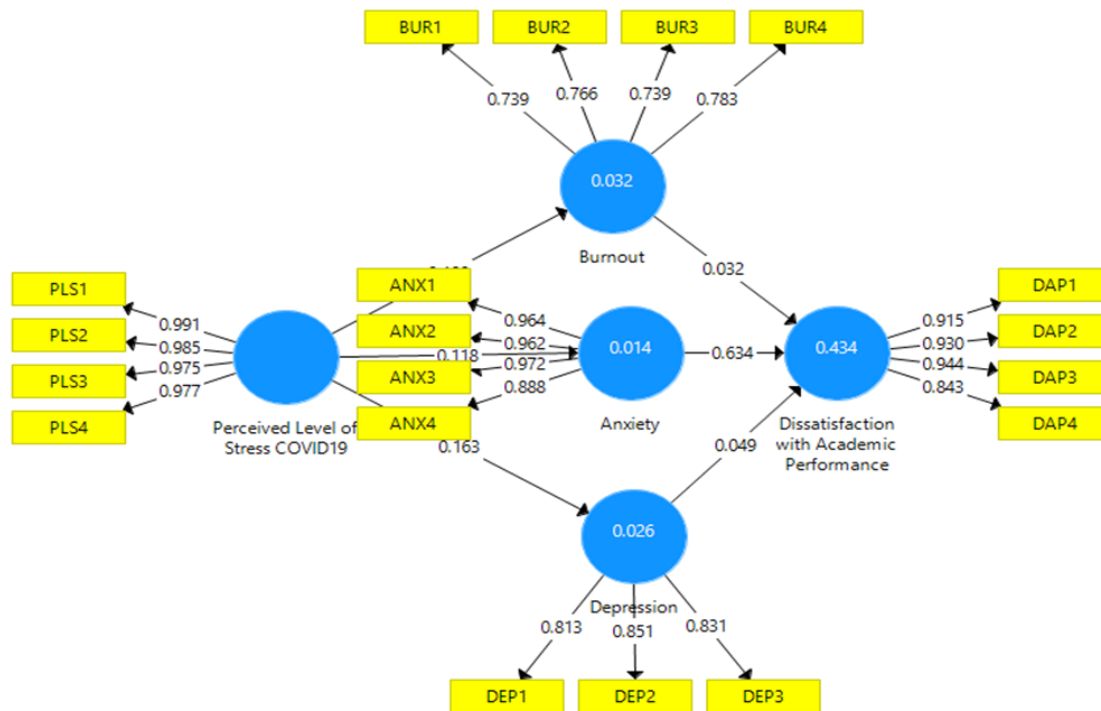 BUR1
BUR2
BUR3
BUR4
0.739
0.766
0.739
0.783
0.032
Burnout
0.032
PLS1
PLS2
PLS3
PLS4
0.991
0.985
0.975
0.977
Perceived Level of
Stress COVID19
ANX1
ANX2
ANX3
ANX4
0.964
0.962
0.972
0.888
0.118
0.014
Anxiety
0.634
0.434
Dissatisfaction
with Academic
Performance
0.915
0.930
0.944
0.843
DAP1
DAP2
DAP3
DAP4
0.163
0.049
0.026
Depression
0.813
0.851
0.831
DEP1
DEP2
DEP3